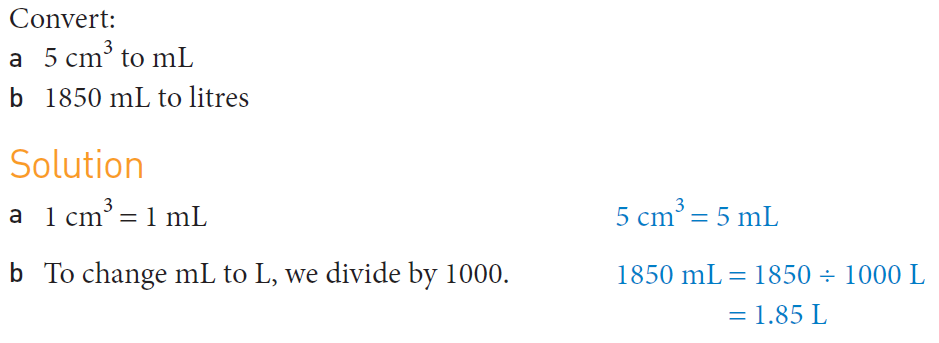 Convert:
a 5 cm³ to mL
b 1850 mL to litres
Solution
a 1 cm³ = 1 mL 5 cm³ = 5 mL
b To change mL to L, we divide by 1000. 1850 mL = 1850 ÷ 1000 L
= 1.85 L